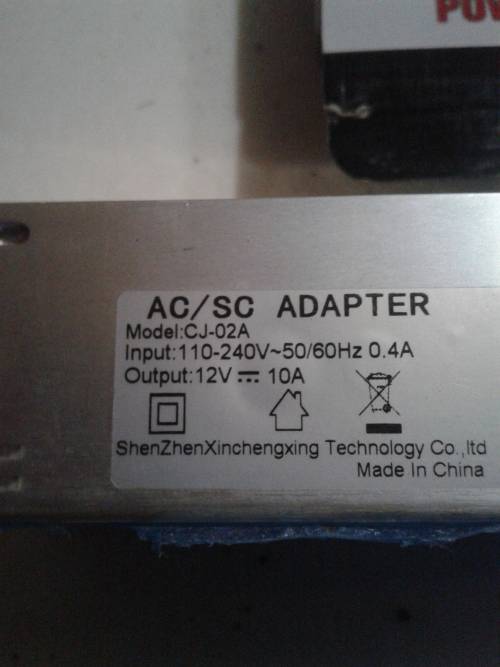 AC/SC ADAPTER
Model:CJ-02A
Input:110-240V~50/60Hz 0.4A
Output:12V ⎓ 10A
ShenZhenXinchengxing Technology Co.,ltd
Made In China